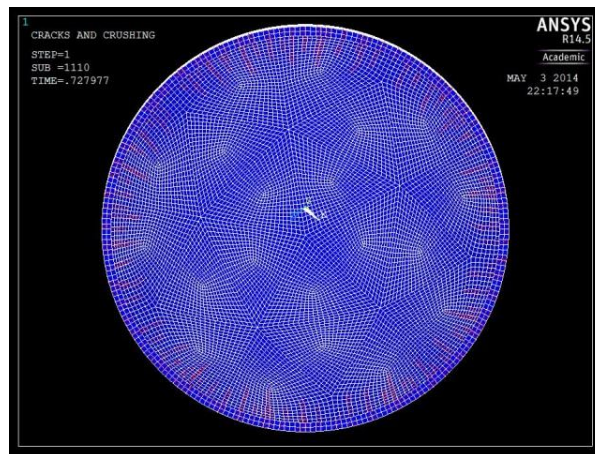 1
CRACKS AND CRUSHING
STEP=1
SUB =1110
TIME=.727977
ANSYS
R14.5
Academic
MAY 3 2014
22:17:49